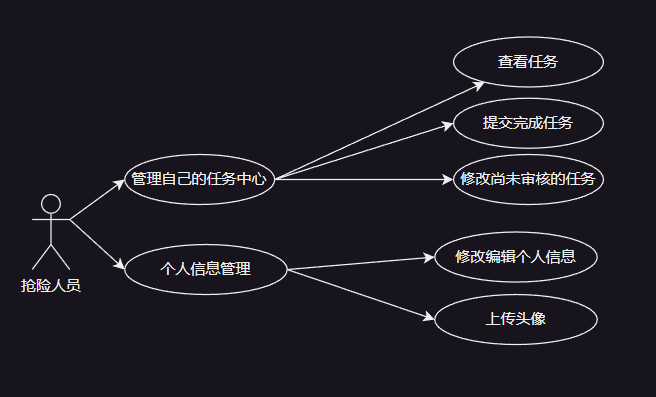 查看任务
提交完成任务
管理自己的任务中心
修改尚未审核的任务
抢险人员
个人信息管理
修改编辑个人信息
上传头像